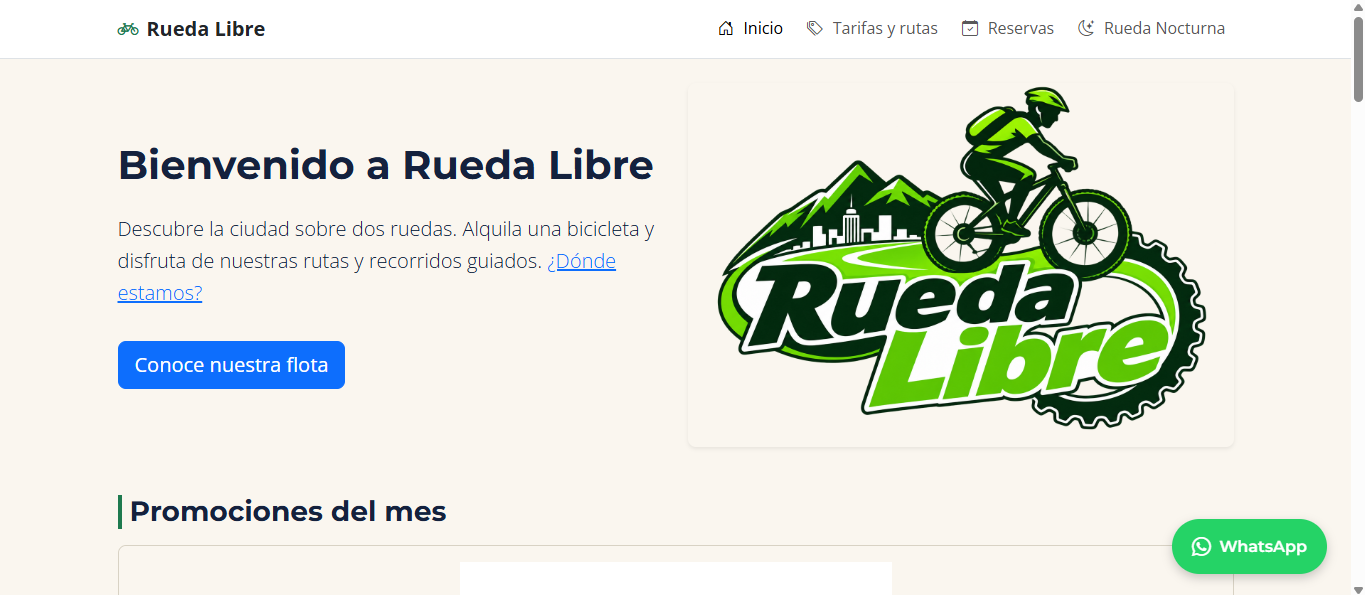 Rueda Libre
Inicio
Tarifas y rutas
Reservas
Rueda Nocturna
Bienvenido a Rueda Libre
Descubre la ciudad sobre dos ruedas. Alquila una bicicleta y
disfruta de nuestras rutas y recorridos guiados. ¿Dónde
estamos?
Conoce nuestra flota
Rueda
Libre
Promociones del mes
WhatsApp